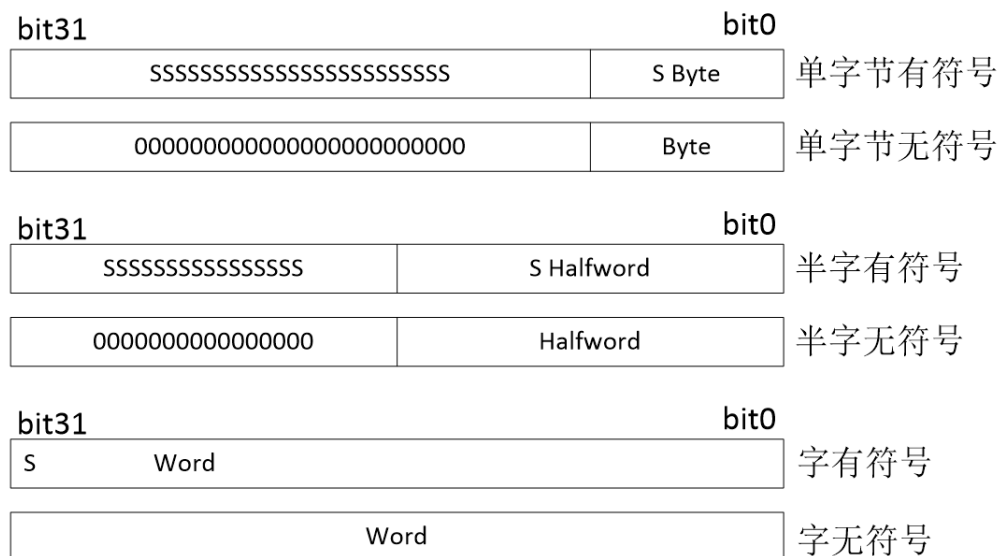 bit31 bit0
SSSSSSSSSSSSSSSSSSSSSSSS S Byte 单字节有符号
000000000000000000000000 Byte 单字节无符号
bit31 bit0
SSSSSSSSSSSSSSSS S Halfword 半字有符号
0000000000000000 Halfword 半字无符号
bit31 bit0
S Word 字有符号
Word 字无符号